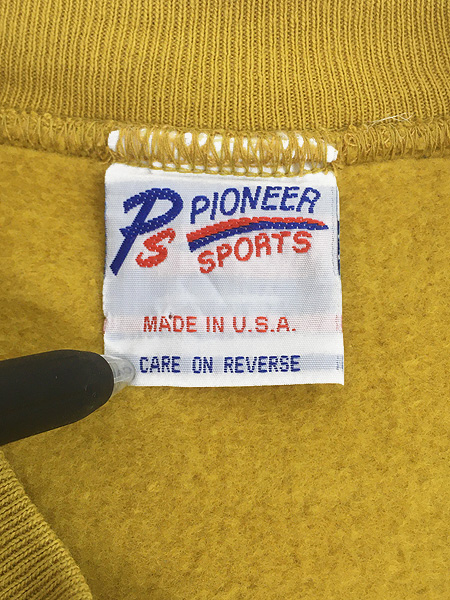 PS
PIONEER
SPORTS
MADE IN U.S.A.
CARE ON REVERSE